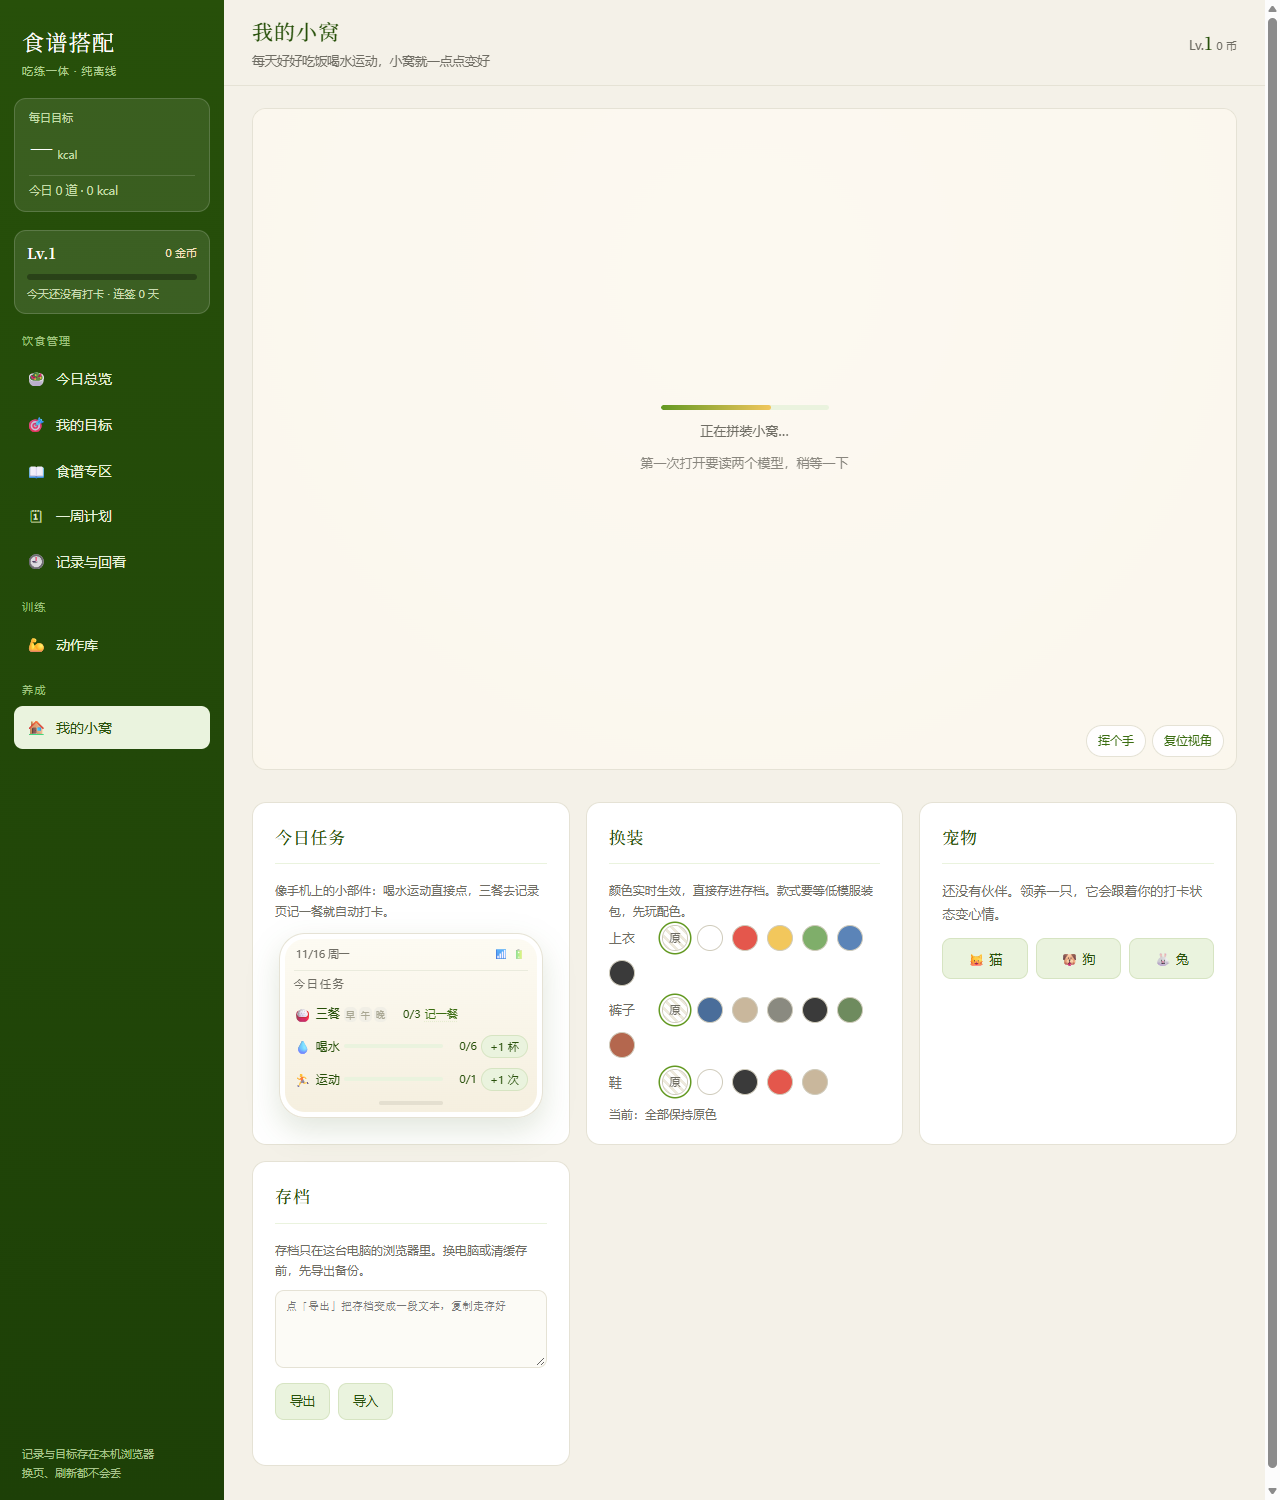 食谱搭配
吃练一体 · 纯离线
每日目标
— kcal
今日 0 道 · 0 kcal
Lv.1 0 金币
今天还没有打卡 · 连签 0 天
饮食管理
今日总览
我的目标
食谱专区
一周计划
记录与回看
训练
动作库
养成
我的小窝
记录与目标存在本机浏览器
换页、刷新都不会丢
我的小窝
每天好好吃饭喝水运动，小窝就一点点变好
Lv.1 0 币
正在拼装小窝…
第一次打开要读两个模型，稍等一下
挥个手 复位视角
今日任务
像手机上的小部件：喝水运动直接点，三餐去记录
页记一餐就自动打卡。
11/16 周一
今日任务
三餐 早 午 晚 0/3 记一餐
喝水 0/6 +1 杯
运动 0/1 +1 次
换装
颜色实时生效，直接存进存档。款式要等低模服装
包，先玩配色。
上衣 原
裤子 原
鞋 原
当前：全部保持原色
宠物
还没有伙伴。领养一只，它会跟着你的打卡状
态变心情。
猫 狗 兔
存档
存档只在这台电脑的浏览器里。换电脑或清缓存
前，先导出备份。
点「导出」把存档变成一段文本，复制走存好
导出 导入